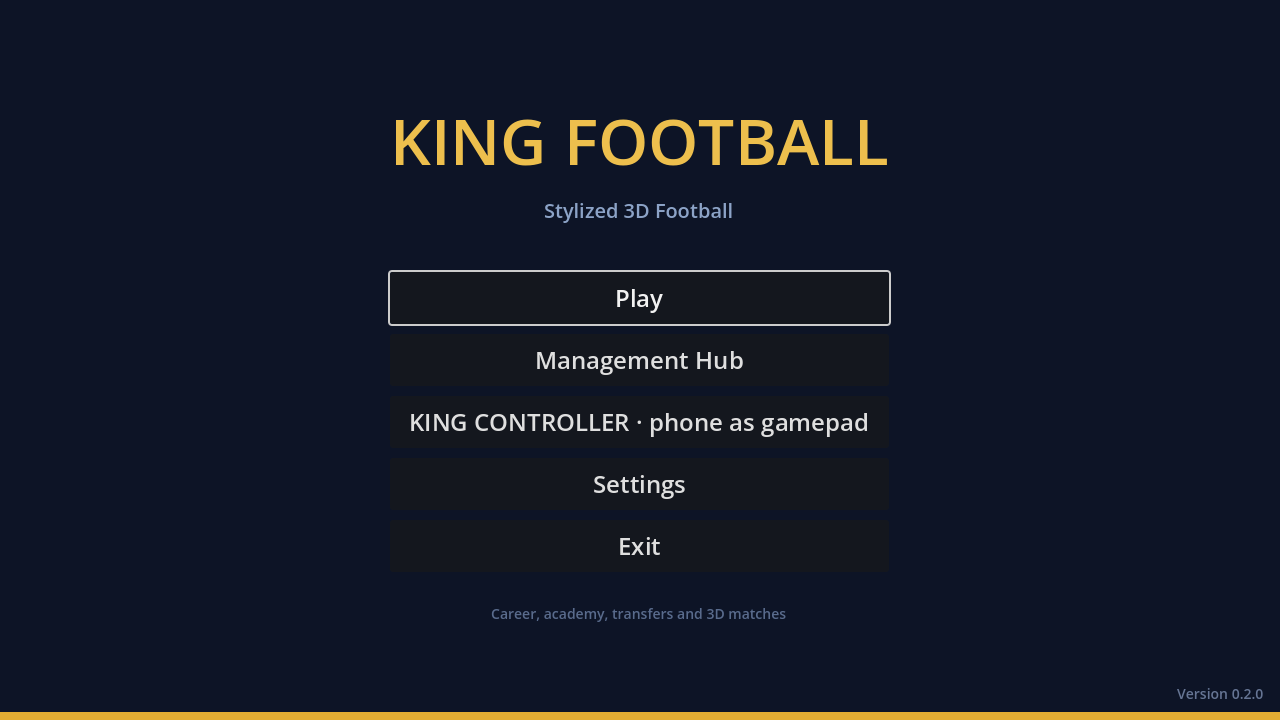 KING FOOTBALL
Stylized 3D Football
Play
Management Hub
KING CONTROLLER · phone as gamepad
Settings
Exit
Career, academy, transfers and 3D matches
Version 0.2.0